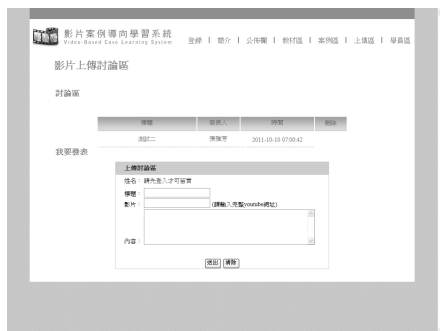 影片案例導向學習系統
Video-Based Case Learning System
登錄 | 簡介 | 公佈欄 | 教材區 | 案例區 | 上傳區 | 學員區
影片上傳討論區
討論區
標題 發表人 時間 刪除
測試二 張雅芳 2011-10-10 07:00:42
我要發表
上傳討論區
姓名: 請先登入才可留言
標題:
影片: (請輸入完整youtube網址)
內容:
送出 清除